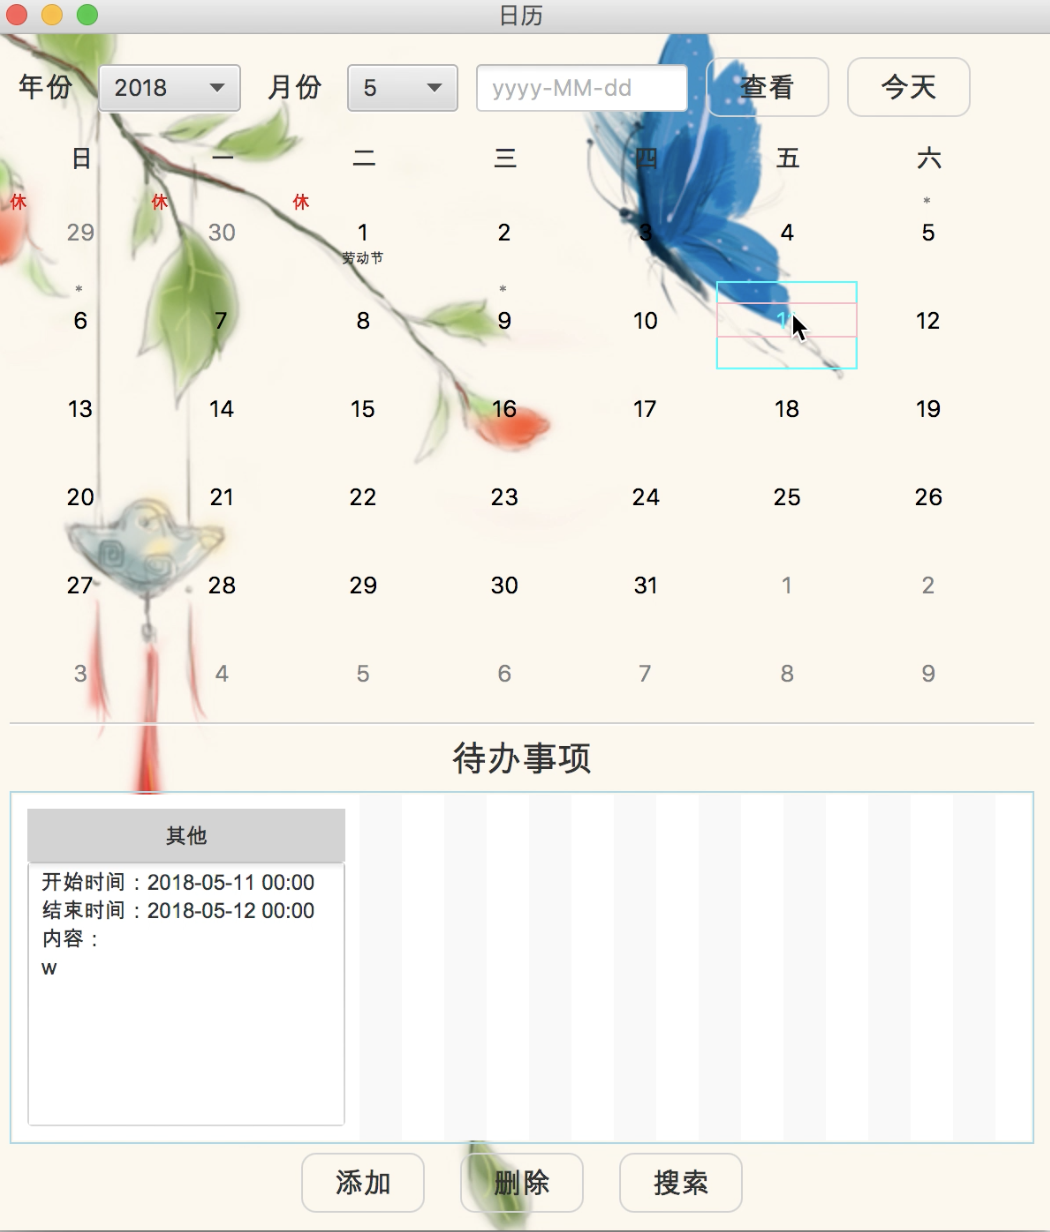 日历
年份 2018 月份 5 yyyy-MM-dd 查看 今天
日 一 二 三 四 五 六
休 休 休 *
29 30 1 2 3 4 5
劳动节
* *
6 7 8 9 10 11 12
13 14 15 16 17 18 19
20 21 22 23 24 25 26
27 28 29 30 31 1 2
3 4 5 6 7 8 9
待办事项
其他
开始时间：2018-05-11 00:00
结束时间：2018-05-12 00:00
内容：
w
添加 删除 搜索